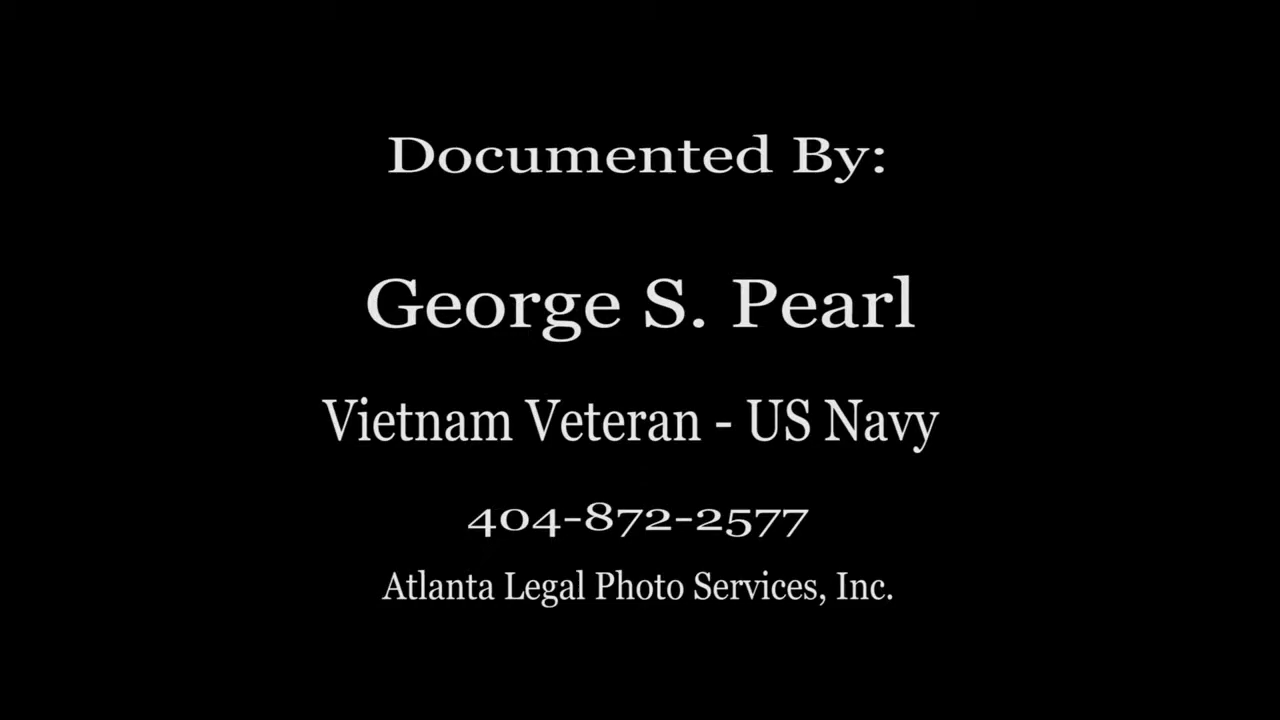 Documented By:
George S. Pearl
Vietnam Veteran - US Navy
404-872-2577
Atlanta Legal Photo Services, Inc.